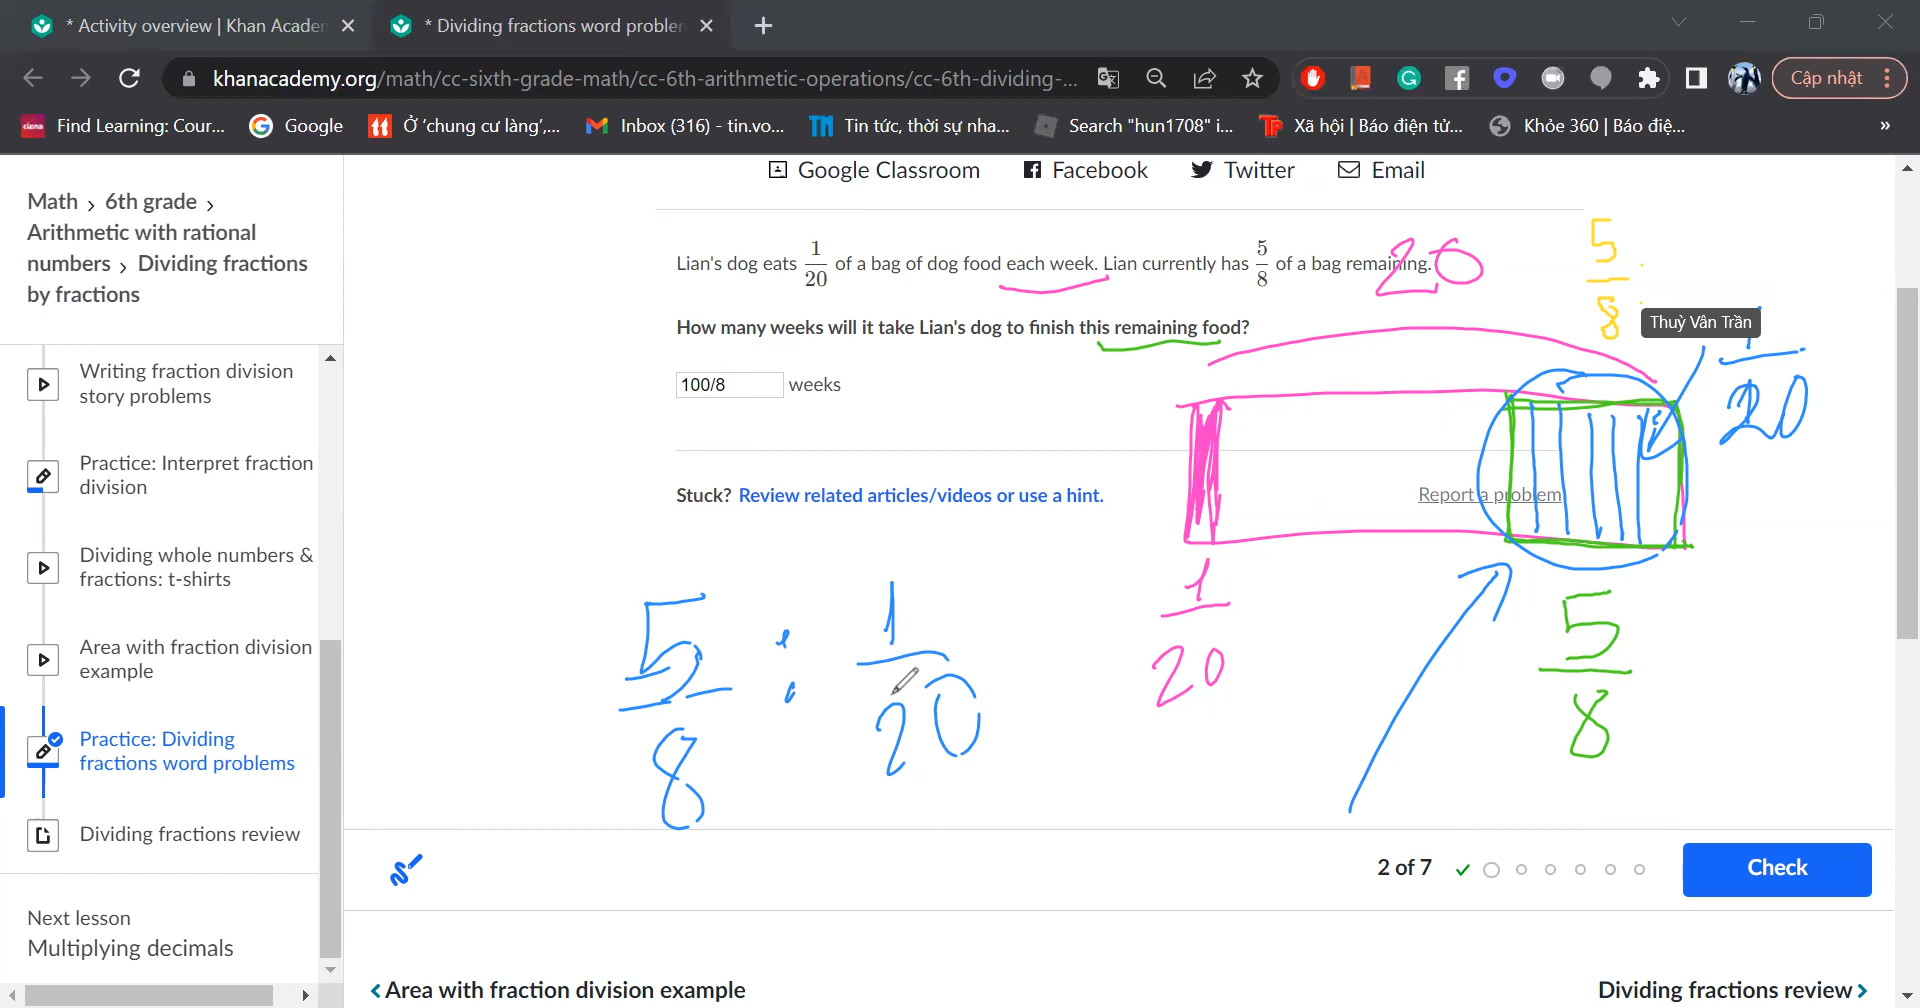 * Activity overview | Khan Acade
* Dividing fractions word problem
khanacademy.org/math/cc-sixth-grade-math/cc-6th-arithmetic-operations/cc-6th-dividing-...
Cập nhật
ciena Find Learning: Cour...
Google
Ở 'chung cư làng',...
Inbox (316) - tin.vo...
Tin tức, thời sự nha...
Search "hun1708" i...
Xã hội | Báo điện tử...
Khỏe 360 | Báo điệ...
»
Google Classroom
Facebook
Twitter
Email
Math > 6th grade >
Arithmetic with rational
numbers > Dividing fractions
by fractions
Writing fraction division
story problems
Practice: Interpret fraction
division
Dividing whole numbers &
fractions: t-shirts
Area with fraction division
example
Practice: Dividing
fractions word problems
Dividing fractions review
Next lesson
Multiplying decimals
Lian's dog eats 1/20 of a bag of dog food each week. Lian currently has 5/8 of a bag remaining.
20
5/8 :
Thuỷ Vân Trần
1/20
How many weeks will it take Lian's dog to finish this remaining food?
100/8 weeks
Stuck? Review related articles/videos or use a hint.
Report a problem
5/8 : 1/20
1/20
5/8
2 of 7
Check
< Area with fraction division example
Dividing fractions review >